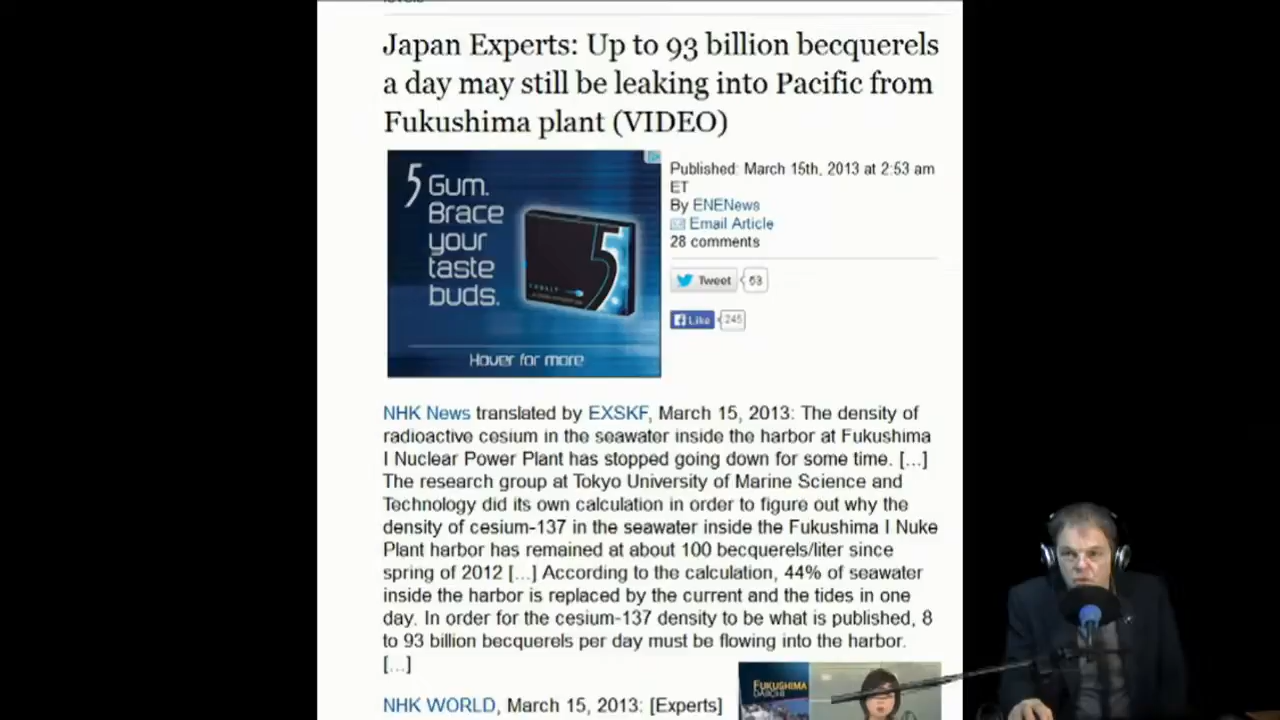 Japan Experts: Up to 93 billion becquerels
a day may still be leaking into Pacific from
Fukushima plant (VIDEO)
5 Gum.
Brace
your
taste
buds.
5
Hover for more
Published: March 15th, 2013 at 2:53 am
ET
By ENENews
Email Article
28 comments
Tweet 63
Like 245
NHK News translated by EXSKF, March 15, 2013: The density of
radioactive cesium in the seawater inside the harbor at Fukushima
I Nuclear Power Plant has stopped going down for some time. [...]
The research group at Tokyo University of Marine Science and
Technology did its own calculation in order to figure out why the
density of cesium-137 in the seawater inside the Fukushima I Nuke
Plant harbor has remained at about 100 becquerels/liter since
spring of 2012 [...] According to the calculation, 44% of seawater
inside the harbor is replaced by the current and the tides in one
day. In order for the cesium-137 density to be what is published, 8
to 93 billion becquerels per day must be flowing into the harbor.
[...]
NHK WORLD, March 15, 2013: [Experts]
FUKUSHIMA
DAIICHI